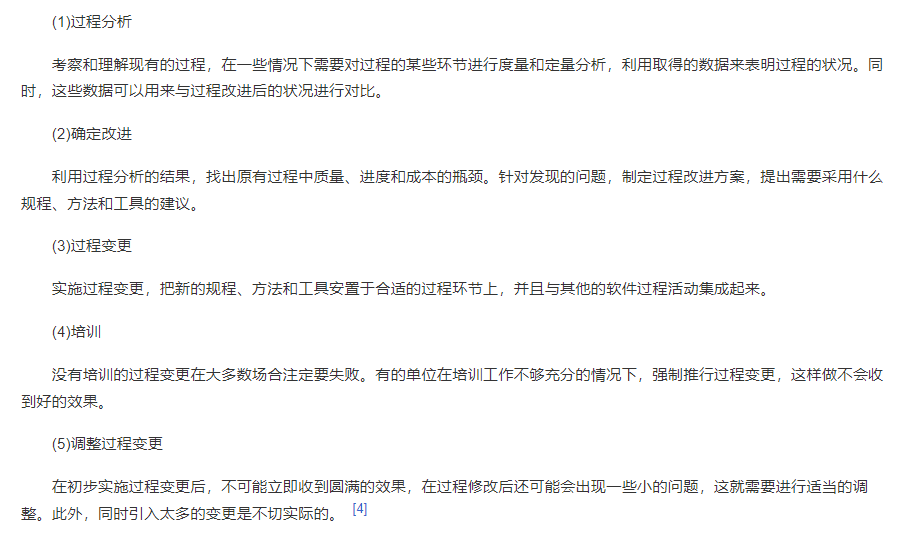 (1)过程分析
考察和理解现有的过程，在一些情况下需要对过程的某些环节进行度量和定量分析，利用取得的数据来表明过程的状况。同
时，这些数据可以用来与过程改进后的状况进行对比。
(2)确定改进
利用过程分析的结果，找出原有过程中质量、进度和成本的瓶颈。针对发现的问题，制定过程改进方案，提出需要采用什么
规程、方法和工具的建议。
(3)过程变更
实施过程变更，把新的规程、方法和工具安置于合适的过程环节上，并且与其他的软件过程活动集成起来。
(4)培训
没有培训的过程变更在大多数场合注定要失败。有的单位在培训工作不够充分的情况下，强制推行过程变更，这样做不会收
到好的效果。
(5)调整过程变更
在初步实施过程变更后，不可能立即收到圆满的效果，在过程修改后还可能会出现一些小的问题，这就需要进行适当的调
整。此外，同时引入太多的变更是不切实际的。 [4]